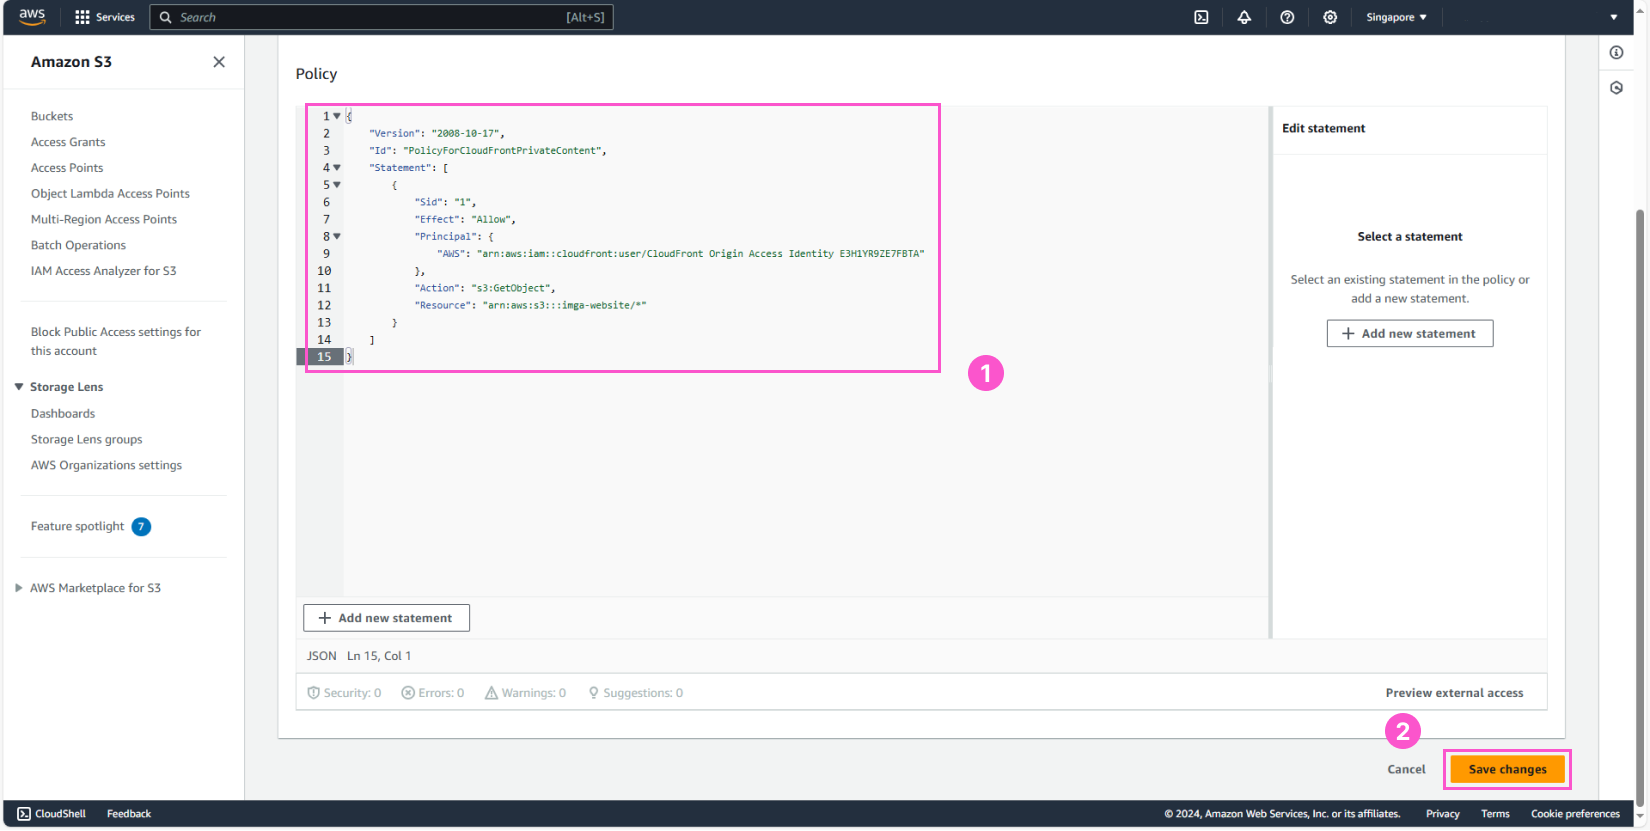 aws
Services
Search
[Alt+S]
Singapore
Amazon S3
Buckets
Access Grants
Access Points
Object Lambda Access Points
Multi-Region Access Points
Batch Operations
IAM Access Analyzer for S3
Block Public Access settings for
this account
Storage Lens
Dashboards
Storage Lens groups
AWS Organizations settings
Feature spotlight 7
AWS Marketplace for S3
Policy
1 {
2 "Version": "2008-10-17",
3 "Id": "PolicyForCloudFrontPrivateContent",
4 "Statement": [
5 {
6 "Sid": "1",
7 "Effect": "Allow",
8 "Principal": {
9 "AWS": "arn:aws:iam::cloudfront:user/CloudFront Origin Access Identity E3H1YR9ZE7FBTA"
10 },
11 "Action": "s3:GetObject",
12 "Resource": "arn:aws:s3:::imga-website/*"
13 }
14 ]
15 }
1
Edit statement
Select a statement
Select an existing statement in the policy or
add a new statement.
+ Add new statement
+ Add new statement
JSON Ln 15, Col 1
Security: 0 Errors: 0 Warnings: 0 Suggestions: 0
Preview external access
2
Cancel
Save changes
CloudShell Feedback
© 2024, Amazon Web Services, Inc. or its affiliates. Privacy Terms Cookie preferences